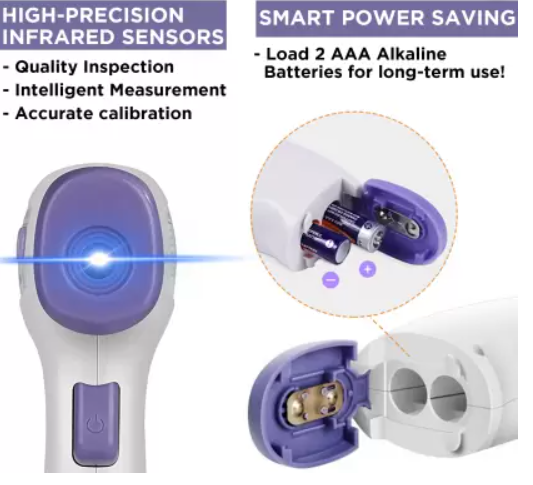 HIGH-PRECISION
INFRARED SENSORS
- Quality Inspection
- Intelligent Measurement
- Accurate calibration
SMART POWER SAVING
- Load 2 AAA Alkaline
Batteries for long-term use!
− +